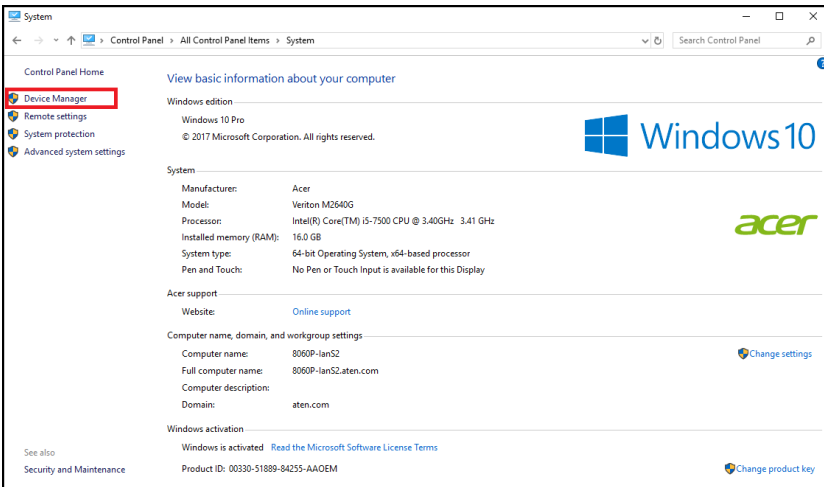 System
Control Panel > All Control Panel Items > System
Search Control Panel
Control Panel Home
Device Manager
Remote settings
System protection
Advanced system settings
See also
Security and Maintenance
View basic information about your computer
Windows edition
Windows 10 Pro
© 2017 Microsoft Corporation. All rights reserved.
Windows 10
System
Manufacturer: Acer
Model: Veriton M2640G
Processor: Intel(R) Core(TM) i5-7500 CPU @ 3.40GHz 3.41 GHz
Installed memory (RAM): 16.0 GB
System type: 64-bit Operating System, x64-based processor
Pen and Touch: No Pen or Touch Input is available for this Display
acer
Acer support
Website: Online support
Computer name, domain, and workgroup settings
Computer name: 8060P-IanS2
Change settings
Full computer name: 8060P-IanS2.aten.com
Computer description:
Domain: aten.com
Windows activation
Windows is activated Read the Microsoft Software License Terms
Product ID: 00330-51889-84255-AAOEM
Change product key